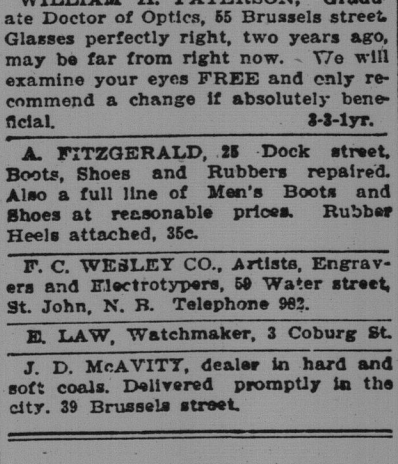 WILLIAM H. PATERSON, Gradu-
ate Doctor of Optics, 55 Brussels street.
Glasses perfectly right, two years ago,
may be far from right now. We will
examine your eyes FREE and only re-
commend a change if absolutely bene-
ficial. 3-3-1yr.
A. FITZGERALD, 25 Dock street,
Boots, Shoes and Rubbers repaired.
Also a full line of Men's Boots and
Shoes at reasonable prices. Rubber
Heels attached, 35c.
F. C. WESLEY CO., Artists, Engrav-
ers and Electrotypers, 59 Water street,
St. John, N. B. Telephone 982.
E. LAW, Watchmaker, 3 Coburg St.
J. D. McAVITY, dealer in hard and
soft coals. Delivered promptly in the
city. 39 Brussels street.